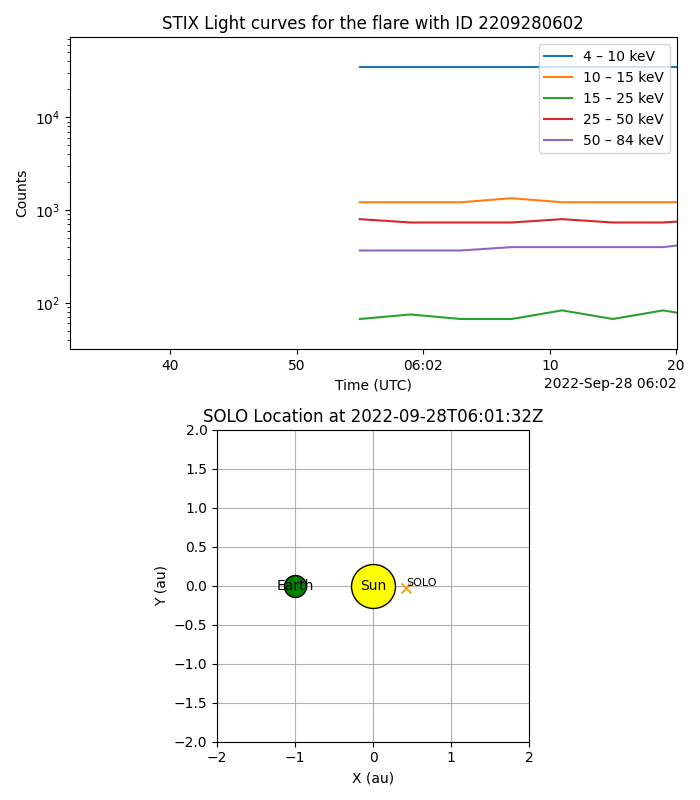 STIX Light curves for the flare with ID 2209280602
4 – 10 keV
10 – 15 keV
15 – 25 keV
25 – 50 keV
50 – 84 keV
Counts
10⁴
10³
10²
40
50
06:02
10
20
Time (UTC)
2022-Sep-28 06:02
SOLO Location at 2022-09-28T06:01:32Z
Y (au)
2.0
1.5
1.0
0.5
0.0
−0.5
−1.0
−1.5
−2.0
Earth
Sun
SOLO
−2
−1
0
1
2
X (au)